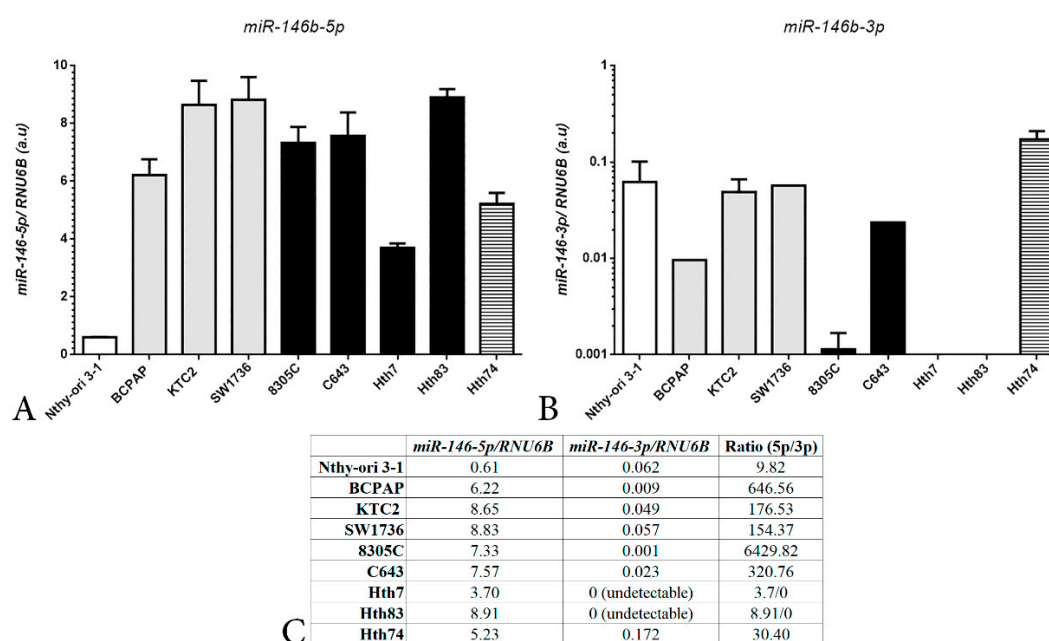 miR-146b-5p
miR-146-5p/ RNU6B (a.u)
10
8
6
4
2
0
Nthy-ori 3-1
BCPAP
KTC2
SW1736
8305C
C643
Hth7
Hth83
Hth74
A
miR-146b-3p
miR-146-3p/ RNU6B (a.u)
1
0.1
0.01
0.001
Nthy-ori 3-1
BCPAP
KTC2
SW1736
8305C
C643
Hth7
Hth83
Hth74
B
miR-146-5p/RNU6B miR-146-3p/RNU6B Ratio (5p/3p)
Nthy-ori 3-1 0.61 0.062 9.82
BCPAP 6.22 0.009 646.56
KTC2 8.65 0.049 176.53
SW1736 8.83 0.057 154.37
8305C 7.33 0.001 6429.82
C643 7.57 0.023 320.76
Hth7 3.70 0 (undetectable) 3.7/0
Hth83 8.91 0 (undetectable) 8.91/0
Hth74 5.23 0.172 30.40
C